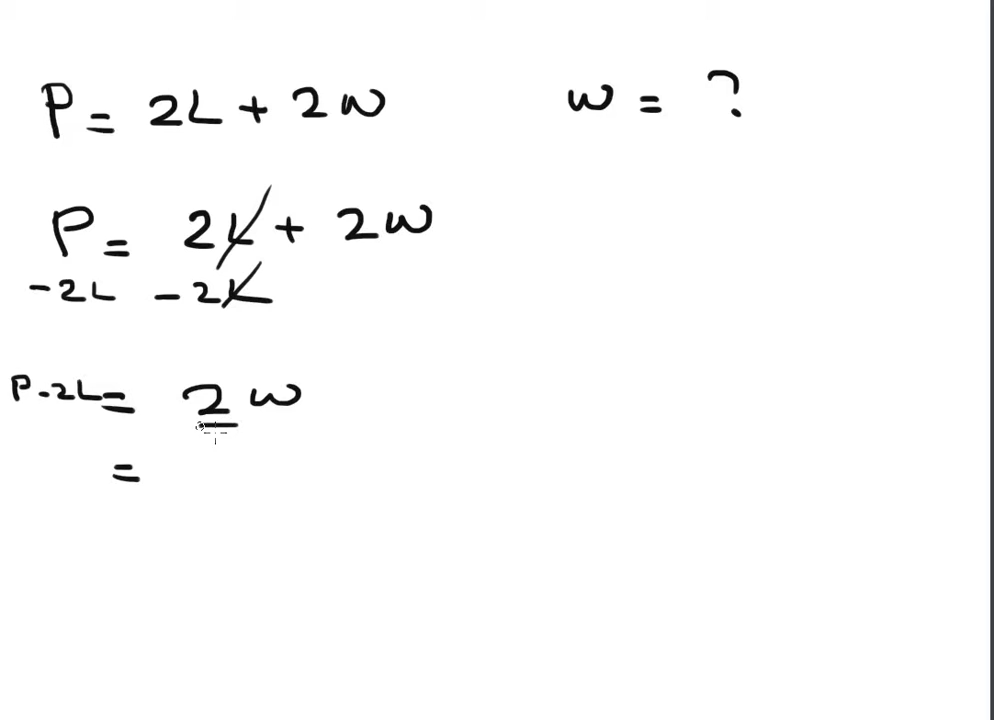 P = 2L + 2w w = ?
P = 2L + 2w
-2L -2L
P-2L = 2w
=